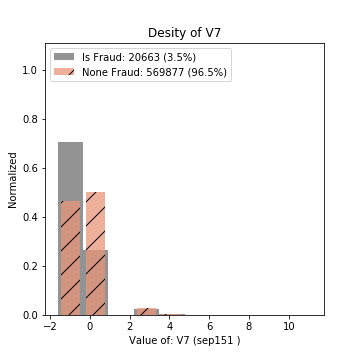 Desity of V7
Is Fraud: 20663 (3.5%)
None Fraud: 569877 (96.5%)
Normalized
1.0
0.8
0.6
0.4
0.2
0.0
−2 0 2 4 6 8 10
Value of: V7 (sep151 )